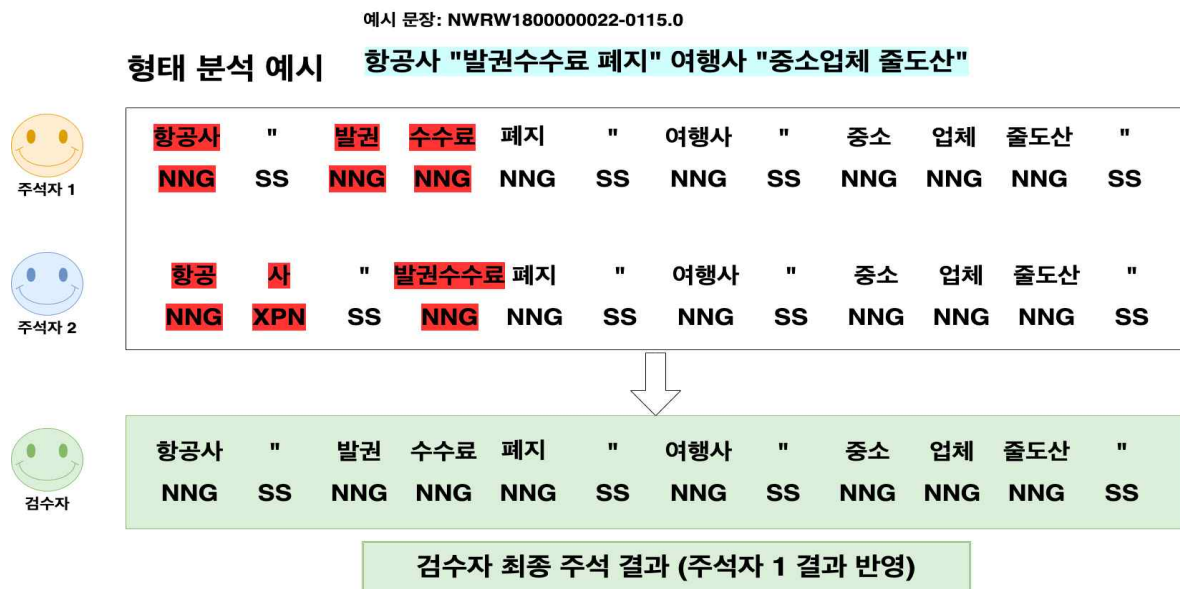 예시 문장: NWRW1800000022-0115.0
형태 분석 예시
항공사 "발권수수료 폐지" 여행사 "중소업체 줄도산"
항공사 " 발권 수수료 폐지 " 여행사 " 중소 업체 줄도산 "
NNG SS NNG NNG NNG SS NNG SS NNG NNG NNG SS
주석자 1
항공 사 " 발권수수료 폐지 " 여행사 " 중소 업체 줄도산 "
NNG XPN SS NNG NNG SS NNG SS NNG NNG NNG SS
주석자 2
항공사 " 발권 수수료 폐지 " 여행사 " 중소 업체 줄도산 "
NNG SS NNG NNG NNG SS NNG SS NNG NNG NNG SS
검수자
검수자 최종 주석 결과 (주석자 1 결과 반영)